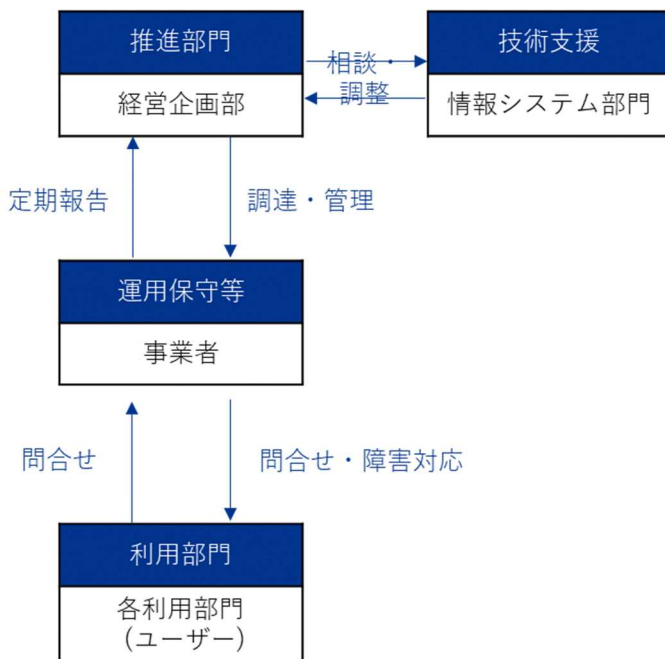 推進部門
経営企画部
相談・
調整
技術支援
情報システム部門
定期報告
調達・管理
運用保守等
事業者
問合せ
問合せ・障害対応
利用部門
各利用部門
（ユーザー）